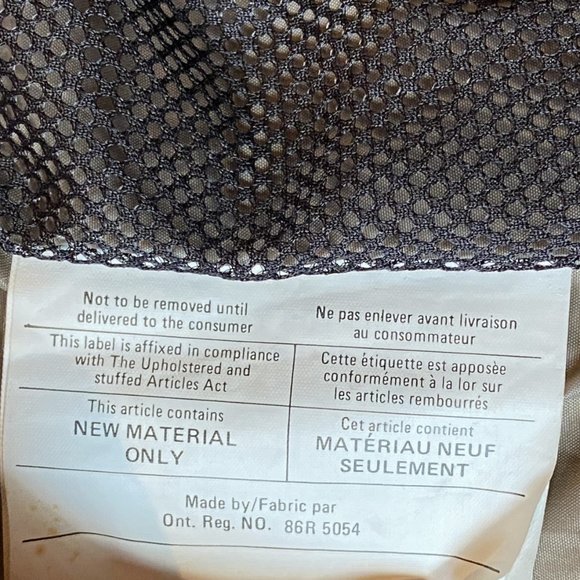 Not to be removed until
delivered to the consumer
Ne pas enlever avant livraison
au consommateur
This label is affixed in compliance
with The Upholstered and
stuffed Articles Act
Cette étiquette est apposée
conformément à la lor sur
les articles rembourrés
This article contains
NEW MATERIAL
ONLY
Cet article contient
MATÉRIAU NEUF
SEULEMENT
Made by/Fabric par
Ont. Reg. NO. 86R 5054